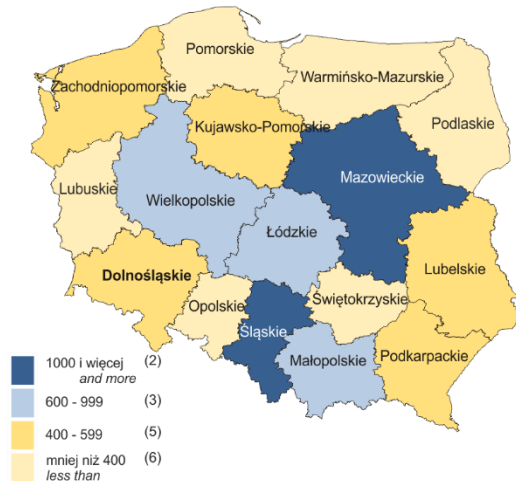 Pomorskie
Warmińsko-Mazurskie
Zachodniopomorskie
Podlaskie
Kujawsko-Pomorskie
Mazowieckie
Lubuskie
Wielkopolskie
Łódzkie
Dolnośląskie
Lubelskie
Opolskie
Świętokrzyskie
Śląskie
Małopolskie
Podkarpackie
1000 i więcej (2)
and more
600 - 999 (3)
400 - 599 (5)
mniej niż 400 (6)
less than